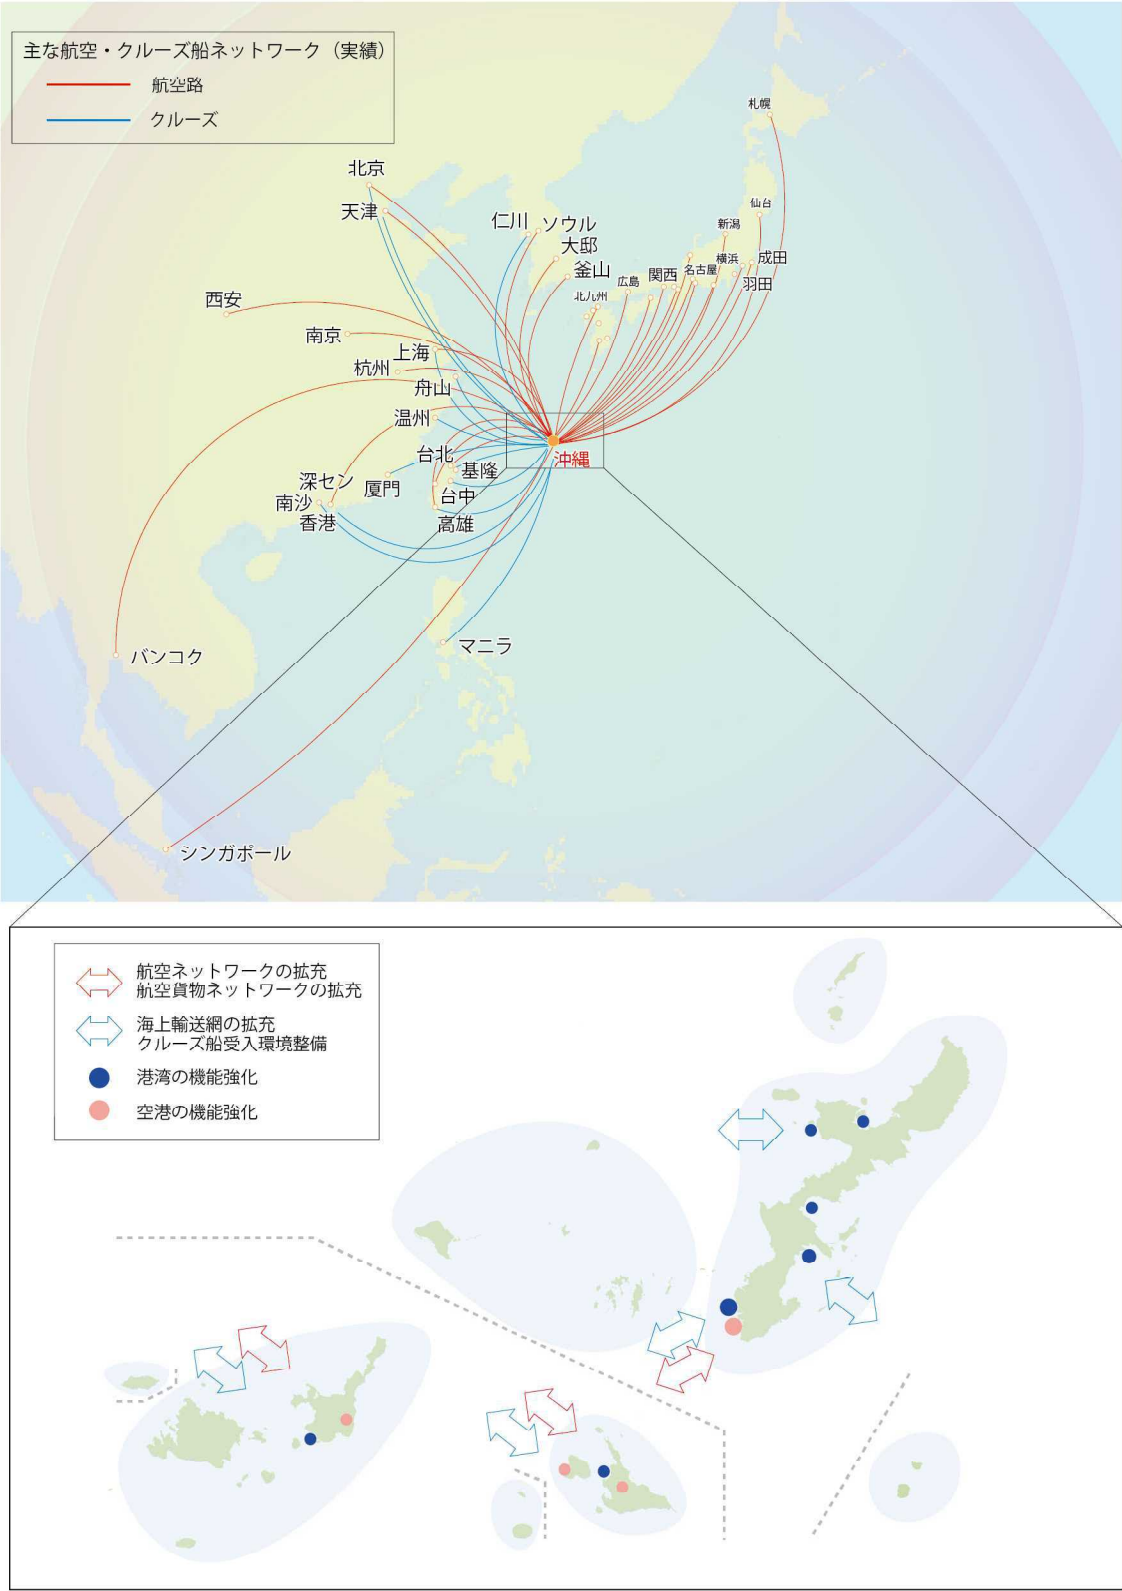 主な航空・クルーズ船ネットワーク（実績）
航空路
クルーズ
札幌
北京
天津
仙台
仁川
ソウル
新潟
大邱
成田
横浜
釜山
関西
名古屋
広島
羽田
西安
北九州
南京
上海
杭州
舟山
温州
台北
沖縄
基隆
深セン
厦門
台中
南沙
香港
高雄
マニラ
バンコク
シンガポール
航空ネットワークの拡充
航空貨物ネットワークの拡充
海上輸送網の拡充
クルーズ船受入環境整備
港湾の機能強化
空港の機能強化